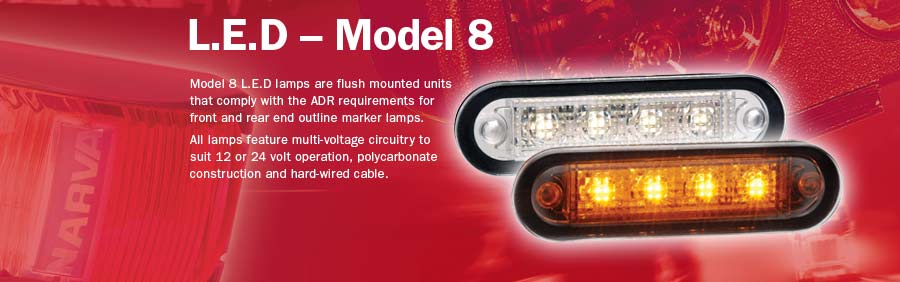 L.E.D – Model 8
Model 8 L.E.D lamps are flush mounted units
that comply with the ADR requirements for
front and rear end outline marker lamps.
All lamps feature multi-voltage circuitry to
suit 12 or 24 volt operation, polycarbonate
construction and hard-wired cable.
NARVA